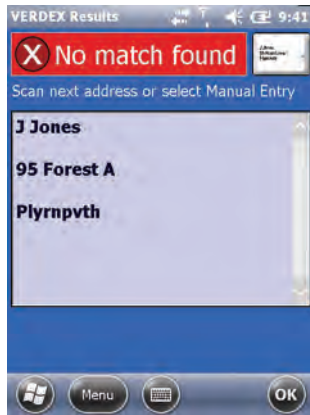 VERDEX Results 9:41
No match found
Scan next address or select Manual Entry
J Jones
95 Forest A
Plyrnpvth
Menu
OK